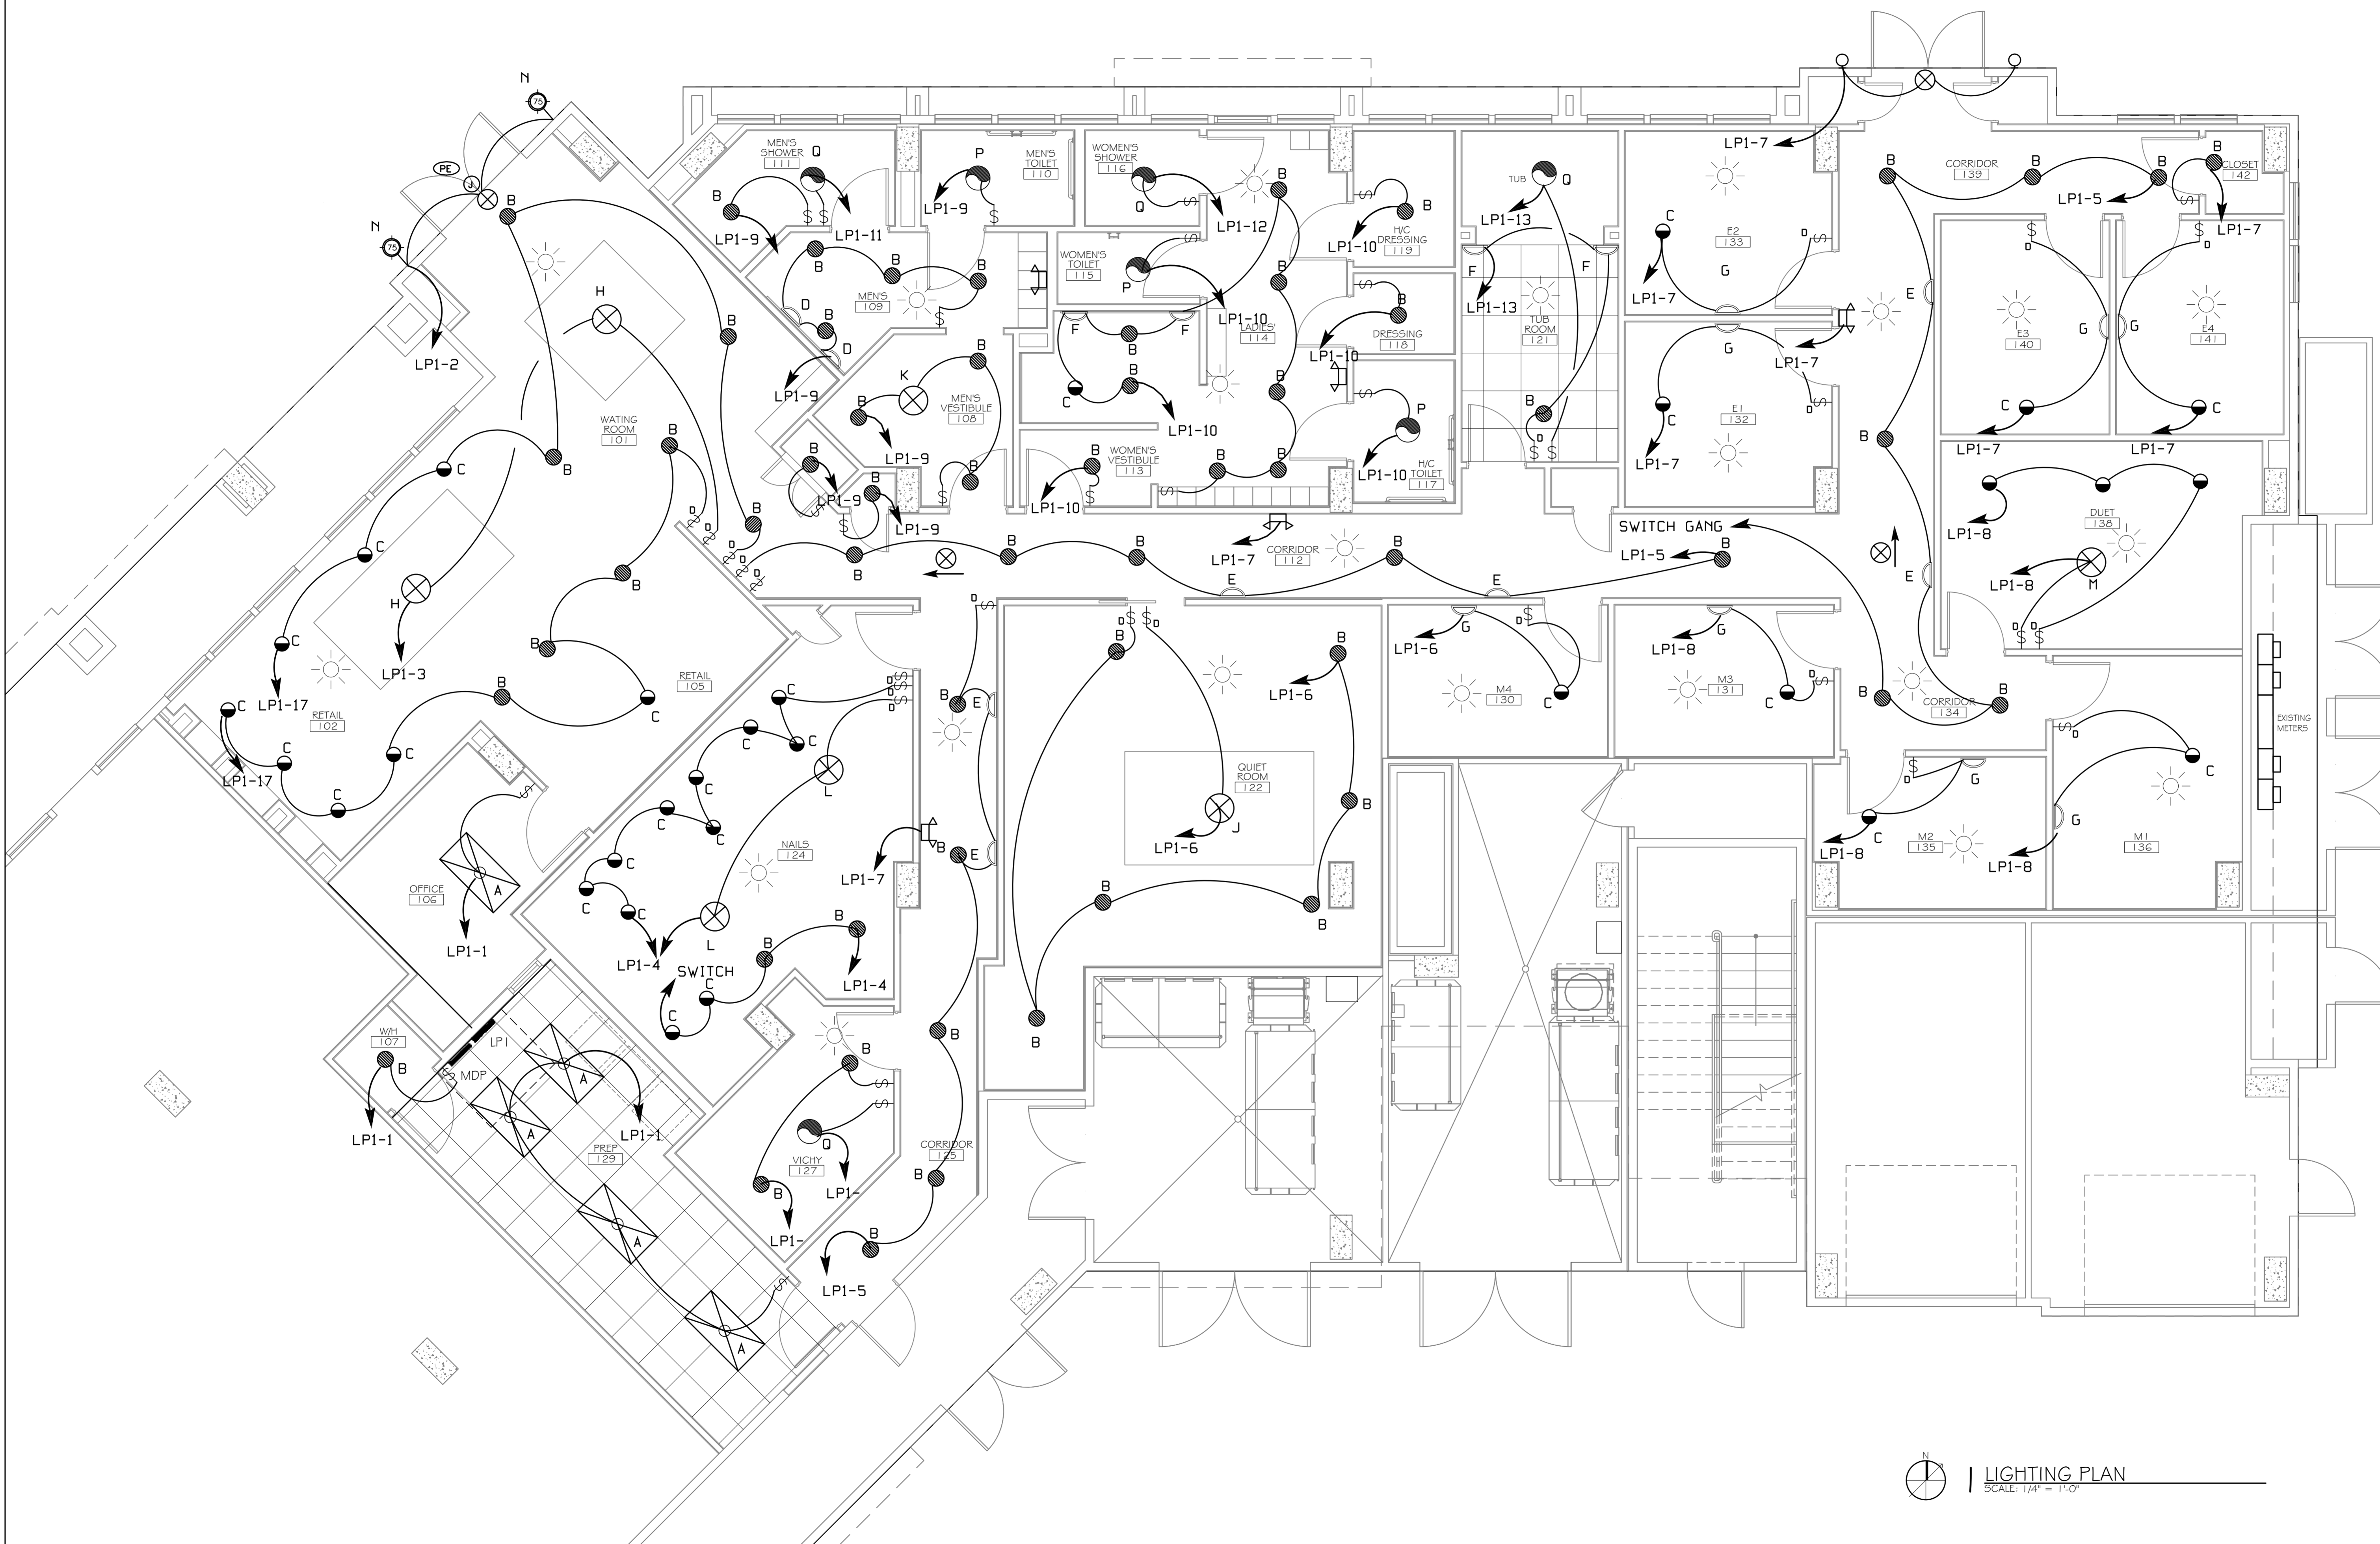 N
75
PE
J
N
75
B
LP1-2
H
WATING
ROOM
101
B
B
B
C
B
C
H
LP1-3
B
C
LP1-17
B
RETAIL
105
C
LP1-17
RETAIL
102
C
C
C
B
C
D
D
D
D
D
OFFICE
106
A
LP1-1
W/H
107
B
LP1-1
LP1
MDP
A
A
LP1-1
PREP
129
A
A
MEN'S
SHOWER
111
Q
B
LP1-9
LP1-11
MEN'S
TOILET
110
P
LP1-9
MEN'S
109
B
B
B
D
B
D
LP1-9
K
MEN'S
VESTIBULE
108
B
B
LP1-9
B
B
LP1-9
B
LP1-9
WOMEN'S
SHOWER
116
Q
LP1-12
WOMEN'S
TOILET
115
P
LP1-10
LADIES'
114
B
B
B
B
B
F
F
B
C
B
LP1-10
WOMEN'S
VESTIBULE
113
B
LP1-10
H/C
DRESSING
119
B
LP1-10
DRESSING
118
B
LP1-10
H/C
TOILET
117
P
LP1-10
TUB
Q
LP1-13
F
F
LP1-13
TUB
ROOM
121
B
D
E2
133
C
G
D
LP1-7
LP1-7
E1
132
C
G
D
LP1-7
LP1-7
CORRIDOR
139
B
B
B
LP1-5
CLOSET
142
B
LP1-7
E3
140
D
G
C
LP1-7
E4
141
D
G
C
LP1-7
E
B
E
DUET
138
LP1-8
LP1-8
M
D
D
CORRIDOR
112
LP1-7
B
B
B
E
B
E
B
LP1-5
SWITCH GANG
B
B
CORRIDOR
134
D
D
B
B
LP1-6
QUIET
ROOM
122
J
LP1-6
B
B
B
B
M4
130
G
D
C
LP1-6
M3
131
G
D
C
LP1-8
M2
135
D
G
C
LP1-8
M1
136
D
C
G
LP1-8
EXISTING
METERS
D
B
E
B
E
NAILS
124
D
D
D
C
C
C
C
C
C
C
C
C
L
L
LP1-4
LP1-7
B
B
LP1-4
SWITCH
C
C
B
VICHY
127
Q
B
LP1-
LP1-
CORRIDOR
125
B
B
B
LP1-5
N
1
LIGHTING PLAN
SCALE: 1/4" = 1'-0"